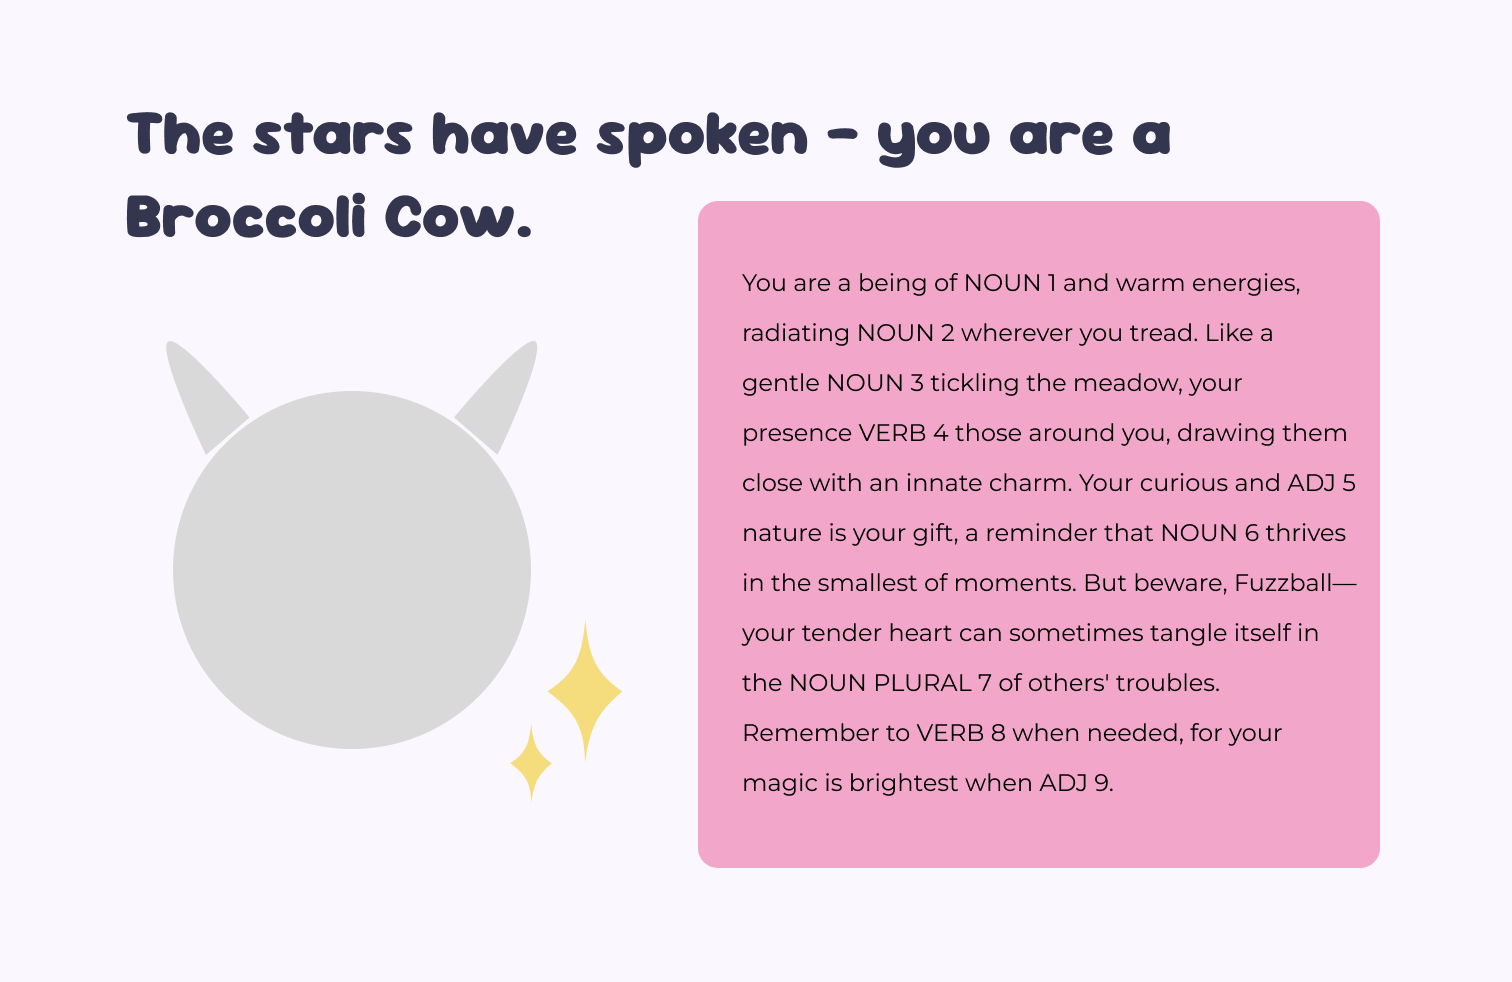 The stars have spoken - you are a
Broccoli Cow.
You are a being of NOUN 1 and warm energies,
radiating NOUN 2 wherever you tread. Like a
gentle NOUN 3 tickling the meadow, your
presence VERB 4 those around you, drawing them
close with an innate charm. Your curious and ADJ 5
nature is your gift, a reminder that NOUN 6 thrives
in the smallest of moments. But beware, Fuzzball—
your tender heart can sometimes tangle itself in
the NOUN PLURAL 7 of others' troubles.
Remember to VERB 8 when needed, for your
magic is brightest when ADJ 9.